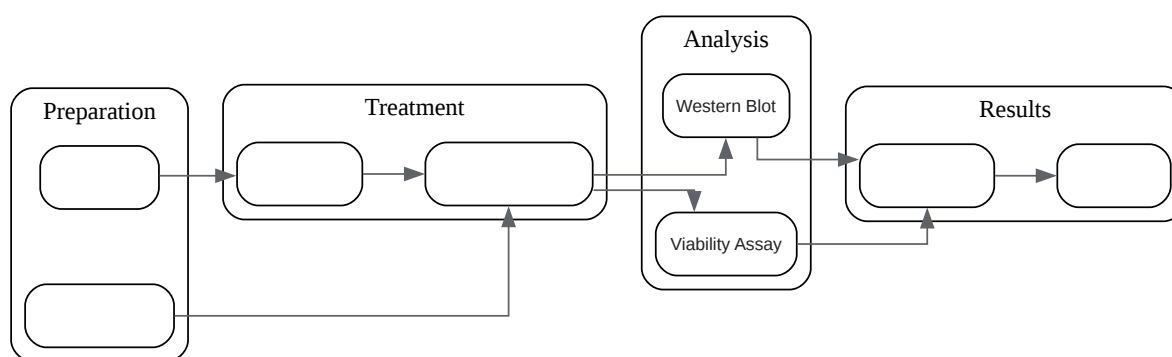 Preparation
Treatment
Analysis
Western Blot
Viability Assay
Results